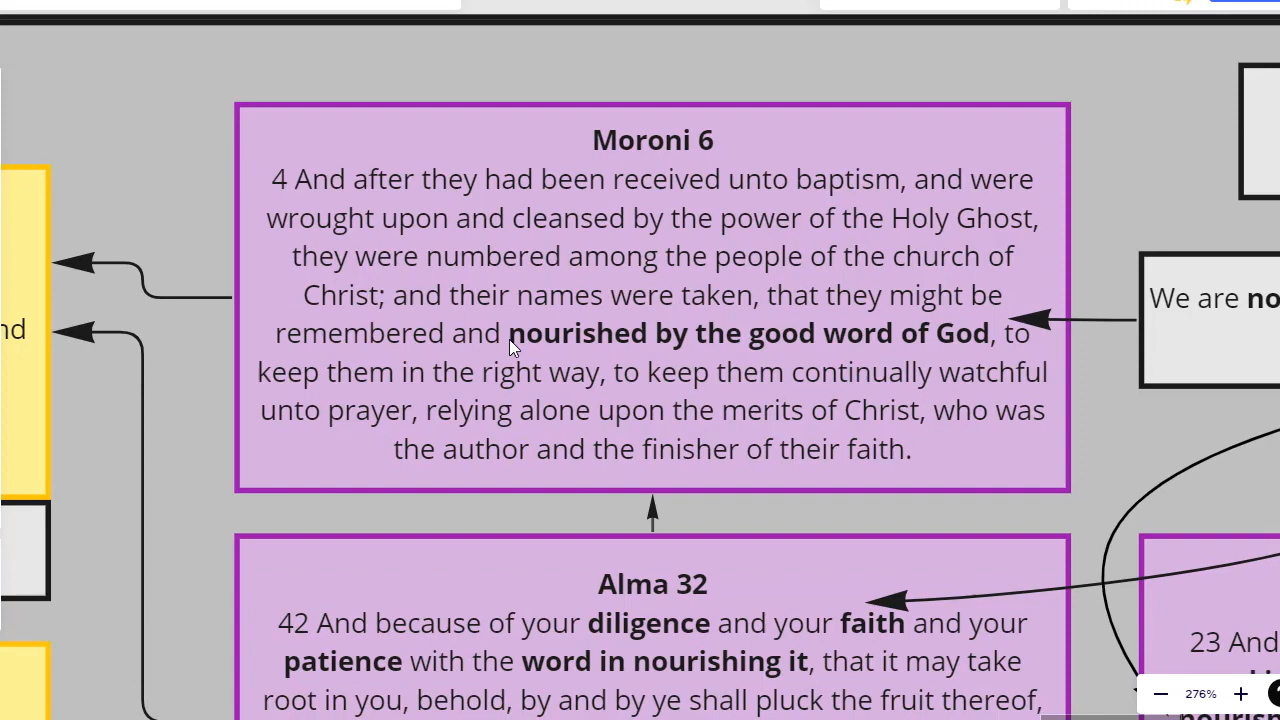 Moroni 6
4 And after they had been received unto baptism, and were
wrought upon and cleansed by the power of the Holy Ghost,
they were numbered among the people of the church of
Christ; and their names were taken, that they might be
remembered and nourished by the good word of God, to
keep them in the right way, to keep them continually watchful
unto prayer, relying alone upon the merits of Christ, who was
the author and the finisher of their faith.
We are no
nd
Alma 32
42 And because of your diligence and your faith and your
patience with the word in nourishing it, that it may take
root in you, behold, by and by ye shall pluck the fruit thereof,
23 And
276%